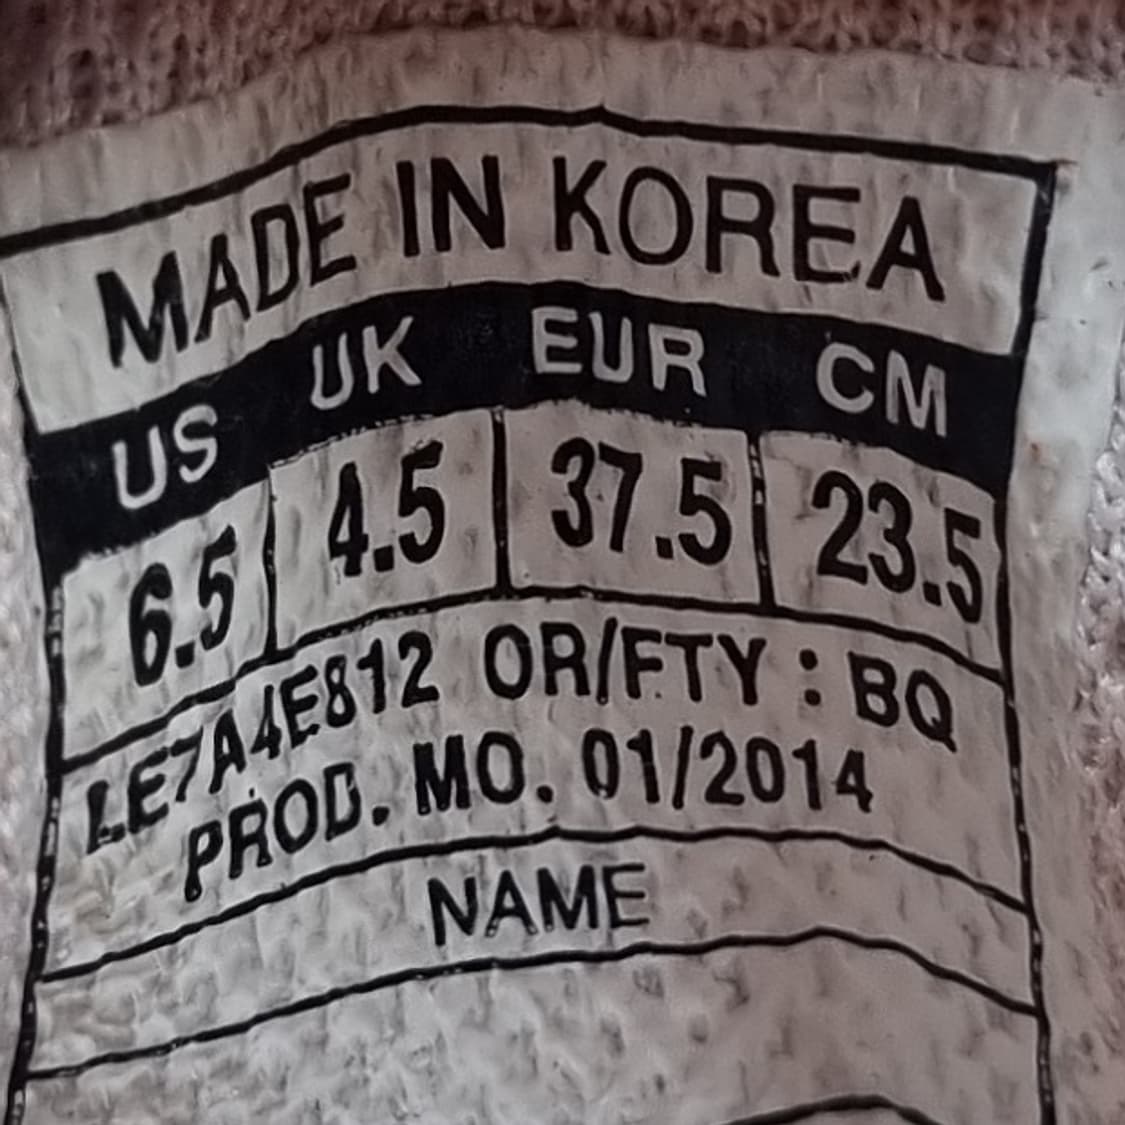 MADE IN KOREA
US UK EUR CM
6.5 4.5 37.5 23.5
LE7A4E812 OR/FTY : BQ
PROD. MO. 01/2014
NAME